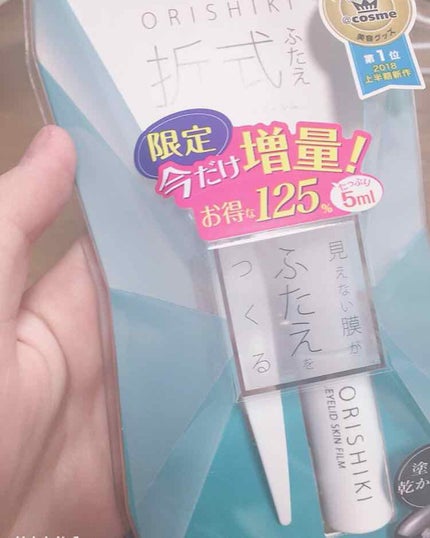 ORISHIKI
折式
ふたえ
@cosme
美容グッズ
第1位
2018
上半期新作
限定
今だけ増量!
お得な125%
たっぷり
5ml
見えない膜が
ふたえを
つくる
ORISHIKI
EYELID SKIN FILM
塗
乾か